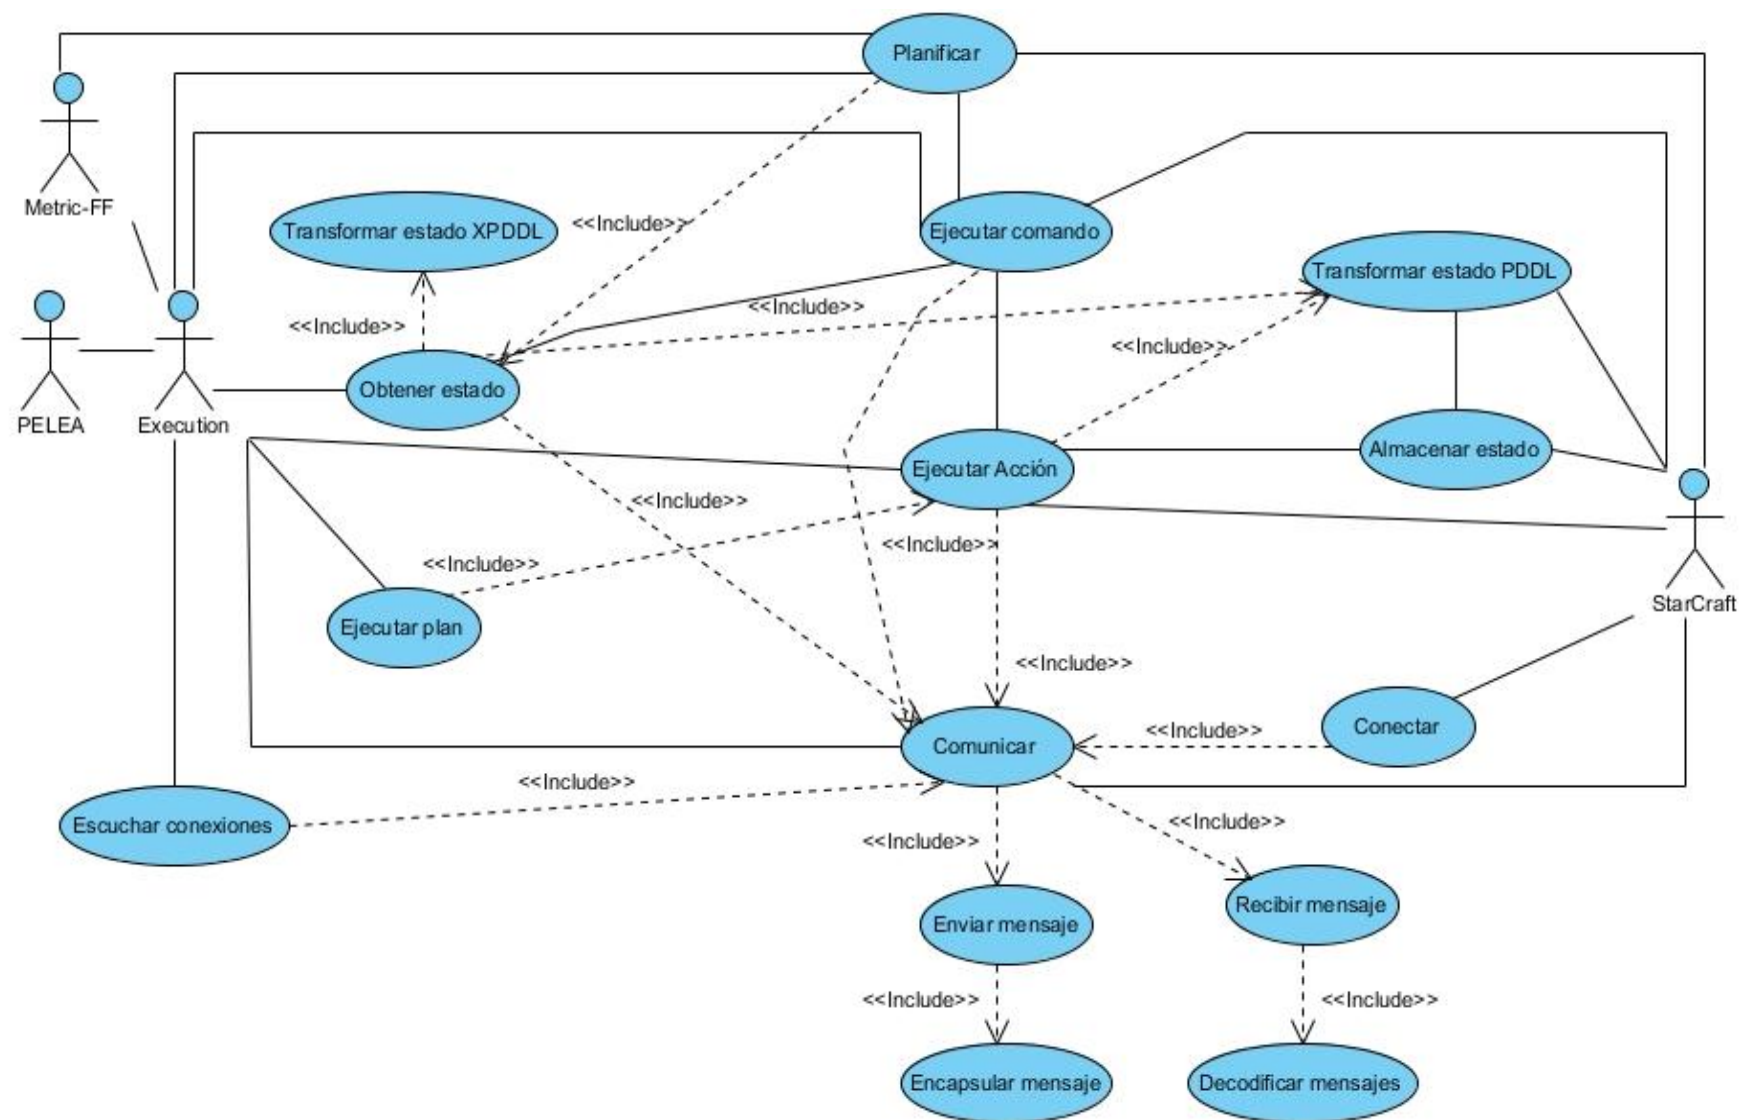 Planificar
Metric-FF
Transformar estado XPDDL
<<Include>>
Ejecutar comando
Transformar estado PDDL
<<Include>>
<<Include>>
<<Include>>
Obtener estado
PELEA
Execution
Ejecutar Acción
Almacenar estado
<<Include>>
<<Include>>
<<Include>>
StarCraft
Ejecutar plan
<<Include>>
Comunicar
<<Include>>
Conectar
<<Include>>
Escuchar conexiones
<<Include>>
<<Include>>
Enviar mensaje
Recibir mensaje
<<Include>>
<<Include>>
Encapsular mensaje
Decodificar mensajes